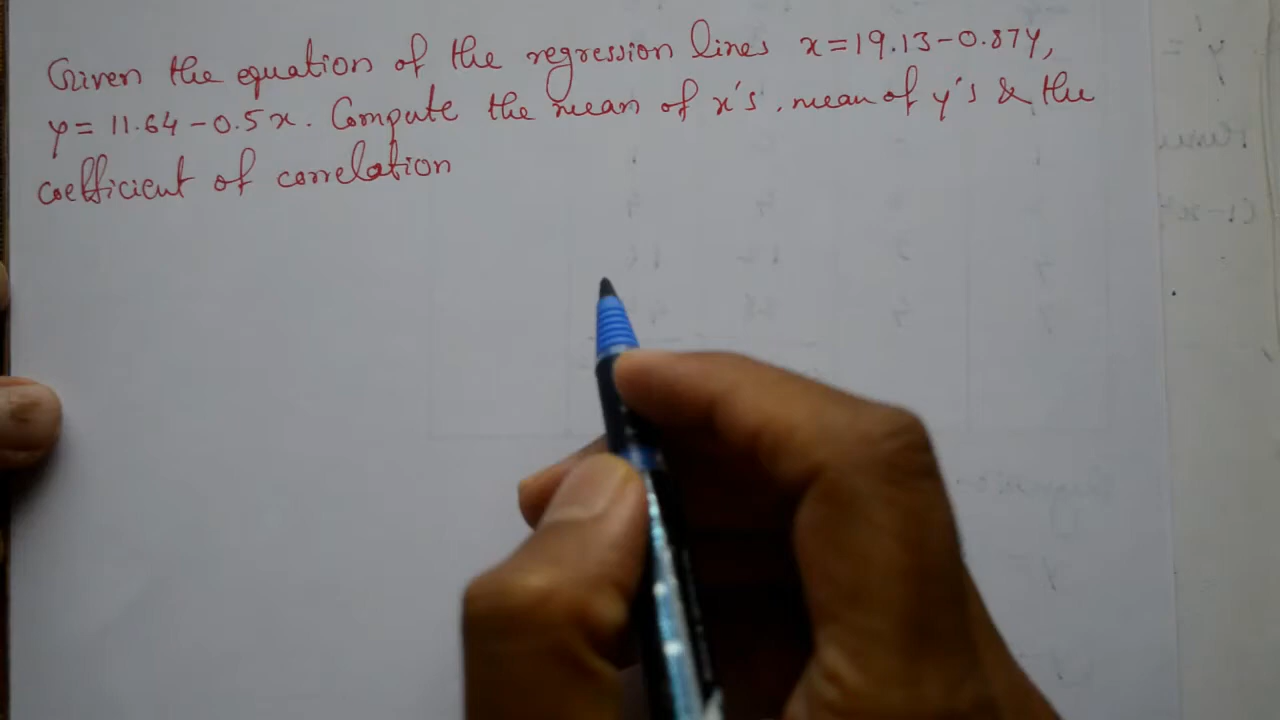 Given the equation of the regression lines x=19.13-0.87y,
y= 11.64-0.5x. Compute the mean of x's, mean of y's & the
coefficient of correlation